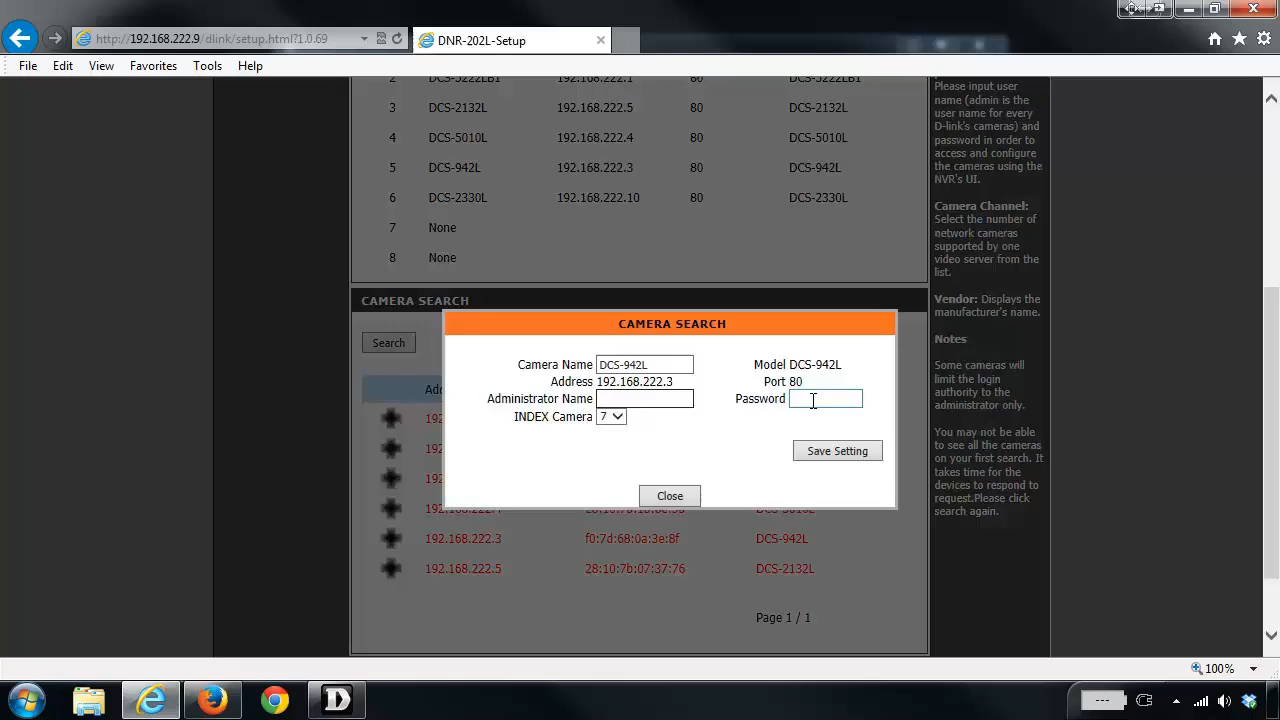 http://192.168.222.9/dlink/setup.html?1.0.69
DNR-202L-Setup
File Edit View Favorites Tools Help
2 DCS-5222LB1 192.168.222.1 80 DCS-5222LB1
3 DCS-2132L 192.168.222.5 80 DCS-2132L
4 DCS-5010L 192.168.222.4 80 DCS-5010L
5 DCS-942L 192.168.222.3 80 DCS-942L
6 DCS-2330L 192.168.222.10 80 DCS-2330L
7 None
8 None
CAMERA SEARCH
Search
CAMERA SEARCH
Camera Name DCS-942L Model DCS-942L
Address 192.168.222.3 Port 80
Administrator Name Password
INDEX Camera 7
Save Setting
Close
192.168.222.3 f0:7d:68:0a:3e:8f DCS-942L
192.168.222.5 28:10:7b:07:37:76 DCS-2132L
Page 1 / 1
Please input user
name (admin is the
user name for every
D-link's cameras) and
password in order to
access and configure
the cameras using the
NVR's UI.
Camera Channel:
Select the number of
network cameras
supported by one
video server from the
list.
Vendor: Displays the
manufacturer's name.
Notes
Some cameras will
limit the login
authority to the
administrator only.
You may not be able
to see all the cameras
on your first search. It
takes time for the
devices to respond to
request.Please click
search again.
100%